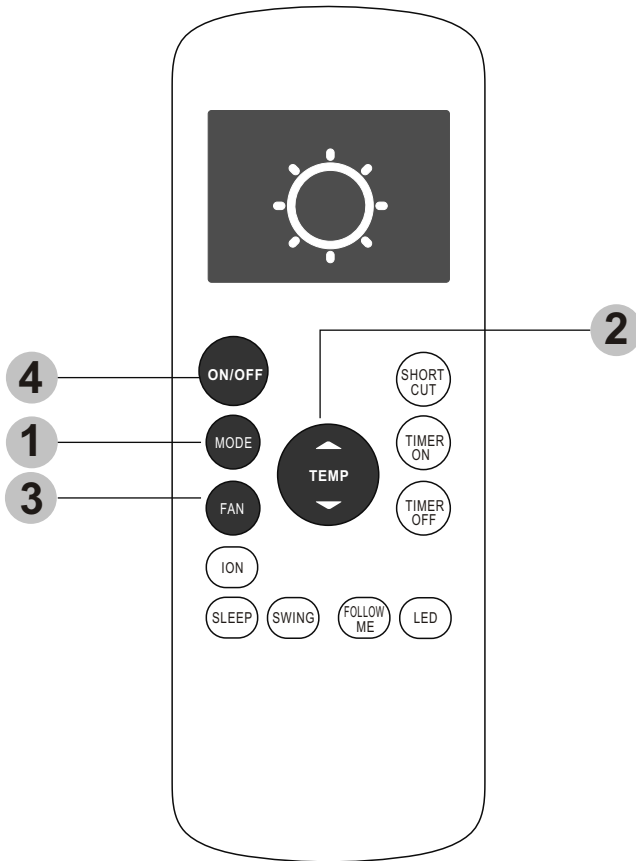 2
ON/OFF
SHORT
CUT
4
MODE
TIMER
ON
1
TEMP
FAN
TIMER
OFF
3
ION
SLEEP
SWING
FOLLOW
ME
LED